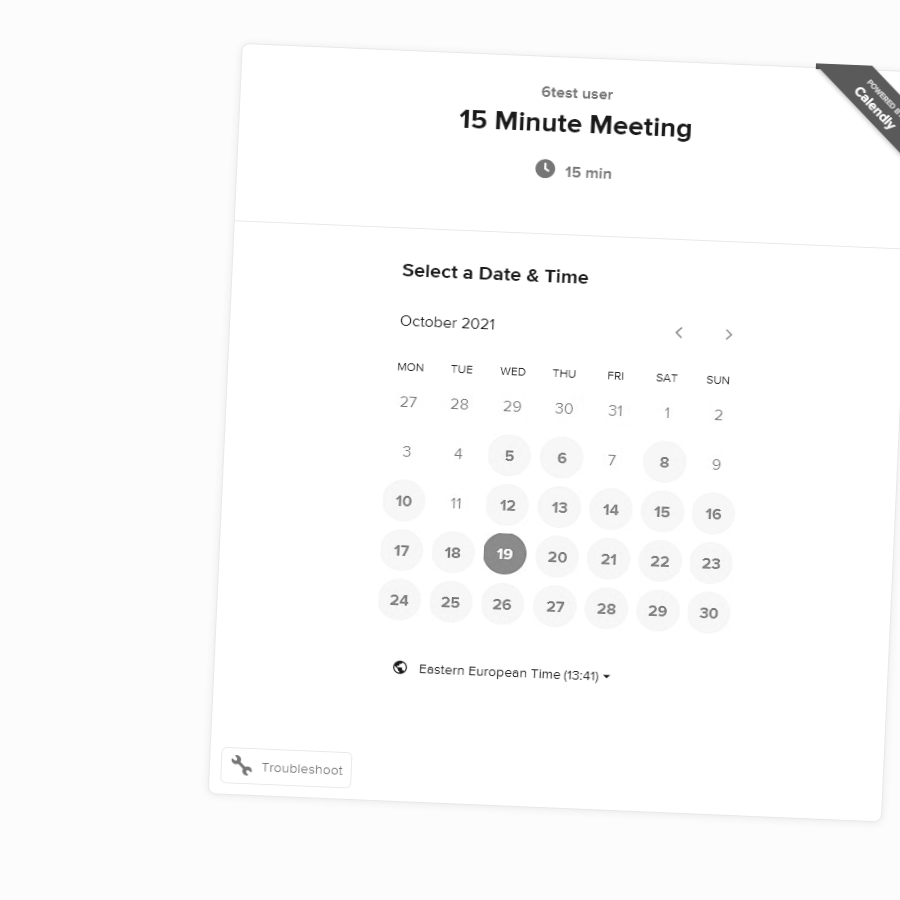 6test user
15 Minute Meeting
15 min
POWERED BY
Calendly
Select a Date & Time
October 2021
MON TUE WED THU FRI SAT SUN
27 28 29 30 31 1 2
3 4 5 6 7 8 9
10 11 12 13 14 15 16
17 18 19 20 21 22 23
24 25 26 27 28 29 30
Eastern European Time (13:41)
Troubleshoot